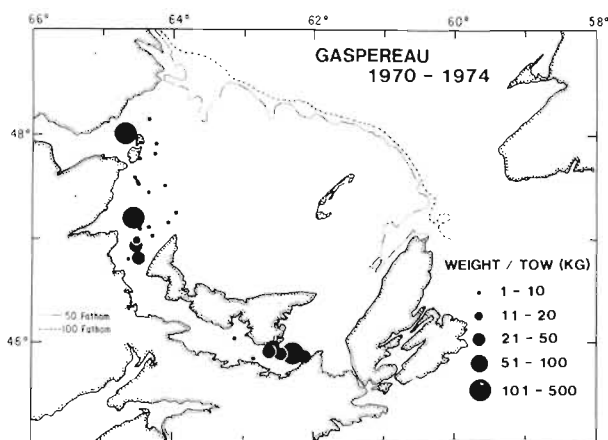 66° 64° 62° 60° 58°
GASPEREAU
1970 - 1974
48°
WEIGHT / TOW (KG)
1 - 10
50 Fathom
11 - 20
100 Fathom
21 - 50
46°
51 - 100
101 - 500